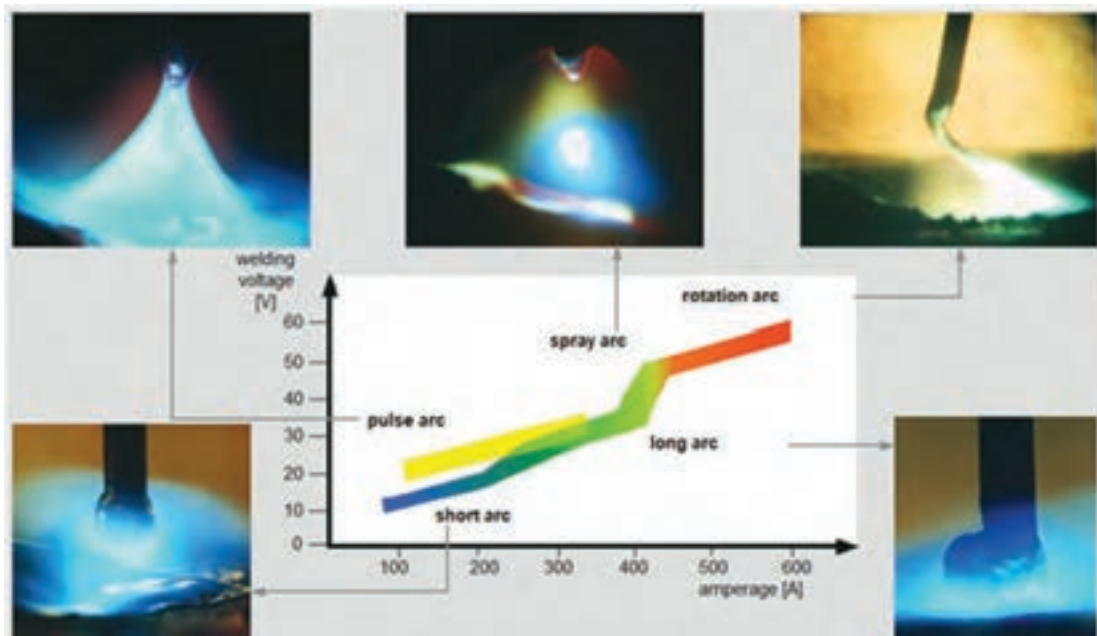 welding
voltage
[V]
rotation arc
60
spray arc
50
40
pulse arc
30
long arc
20
10
short arc
0
100
200
300
400
500
600
amperage [A]